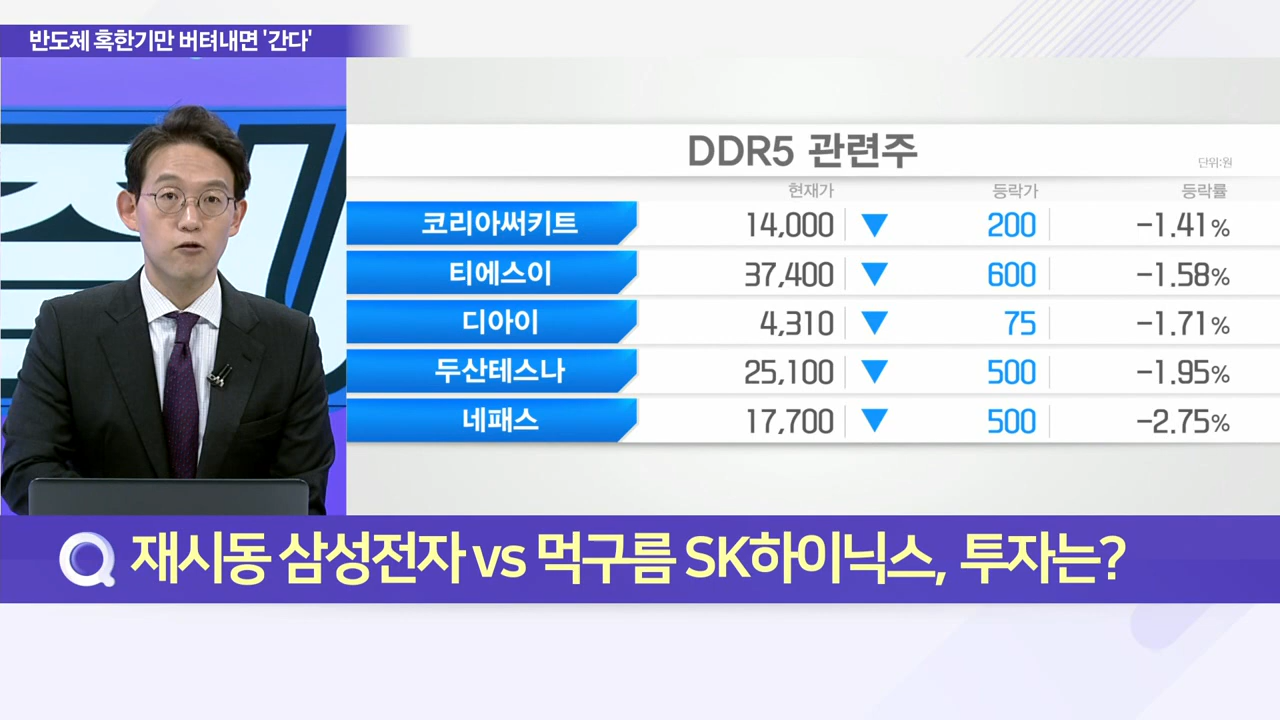 반도체 혹한기만 버텨내면 '간다'
DDR5 관련주
단위:원
현재가 등락가 등락률
코리아써키트 14,000 ▼ 200 -1.41%
티에스이 37,400 ▼ 600 -1.58%
디아이 4,310 ▼ 75 -1.71%
두산테스나 25,100 ▼ 500 -1.95%
네패스 17,700 ▼ 500 -2.75%
Q 재시동 삼성전자 vs 먹구름 SK하이닉스, 투자는?